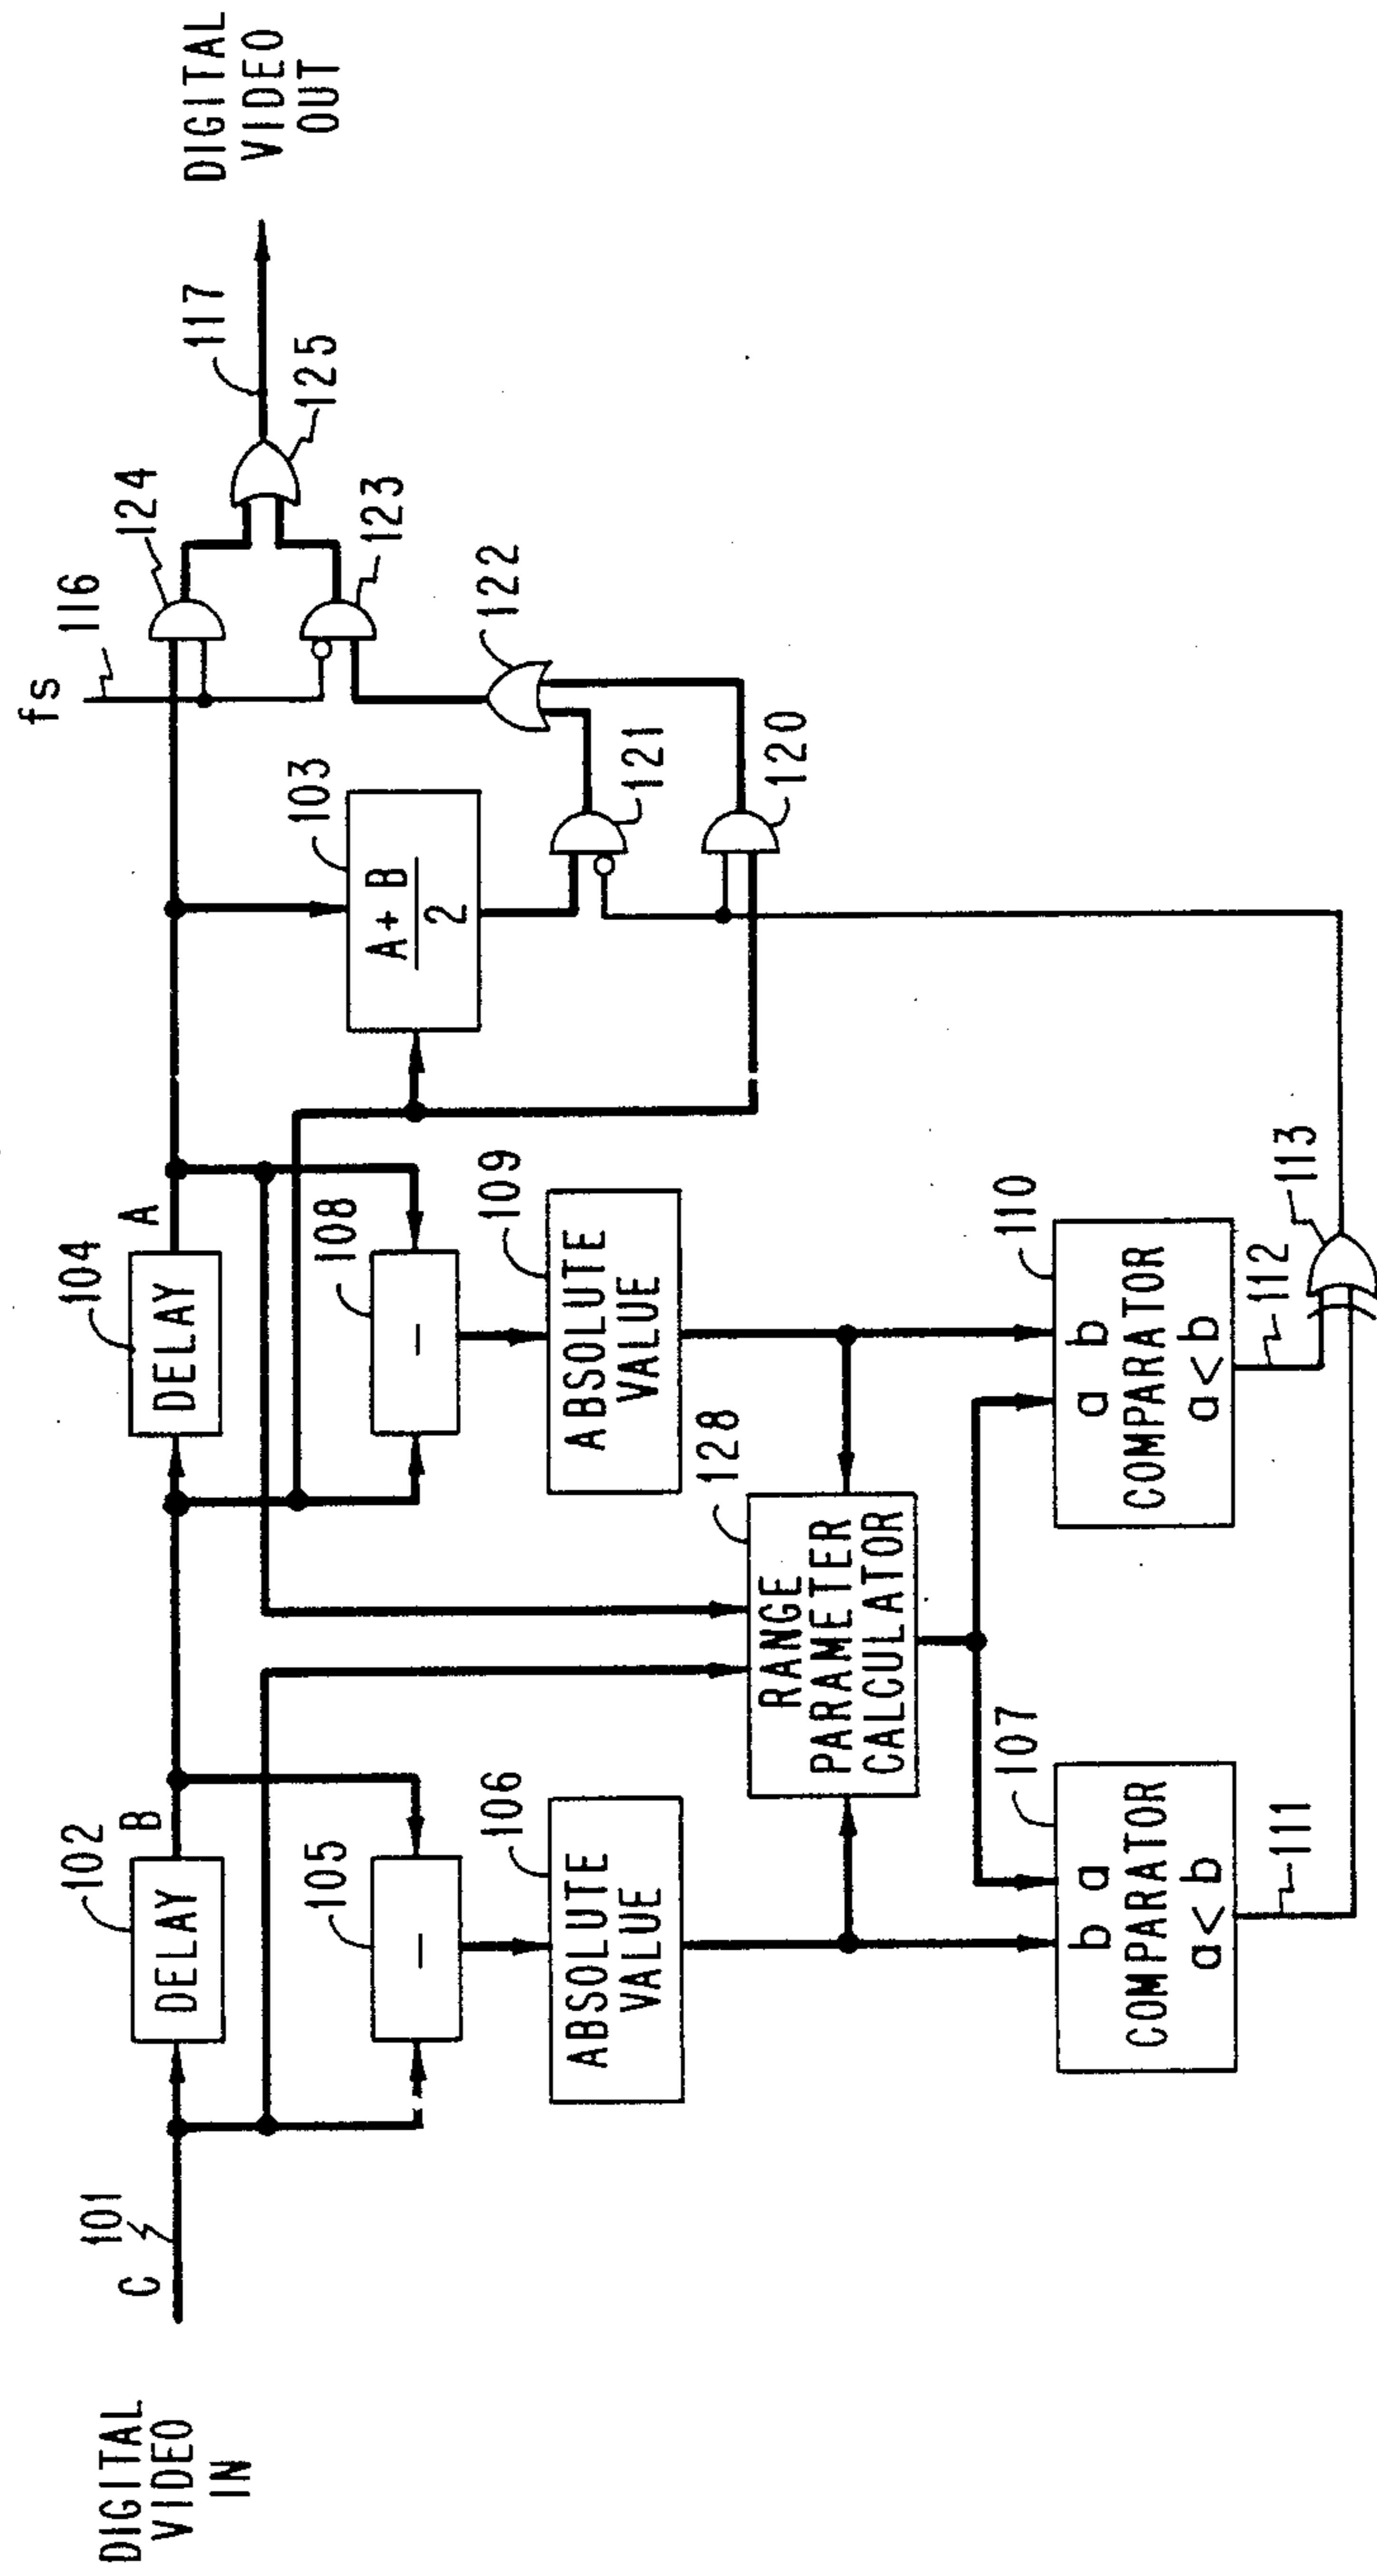 DIGITAL
VIDEO
IN
C
101
102
DELAY
B
104
DELAY
A
fs
116
124
117
DIGITAL
VIDEO
OUT
125
123
105
−
108
−
103
A + B
2
122
106
ABSOLUTE
VALUE
109
ABSOLUTE
VALUE
121
120
128
RANGE
PARAMETER
CALCULATOR
107
b a
COMPARATOR
a < b
111
110
a b
COMPARATOR
a < b
112
113